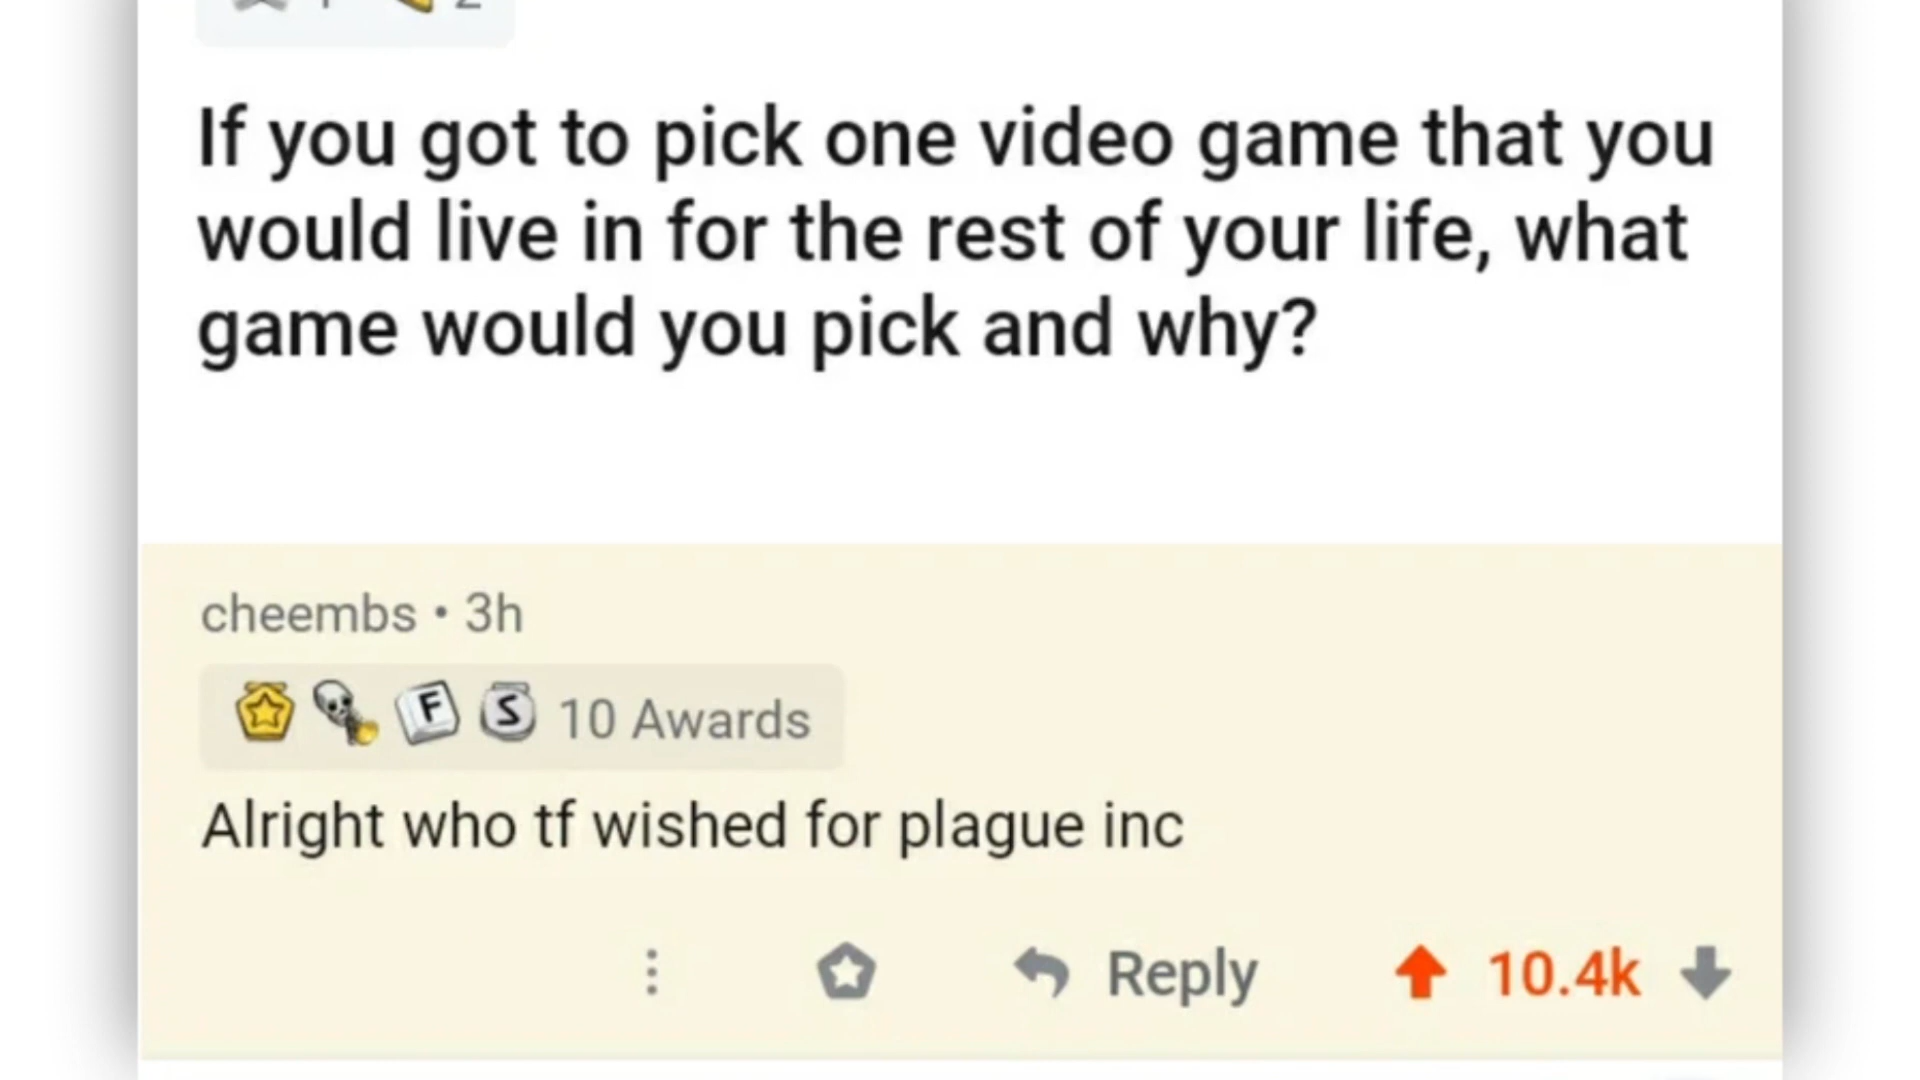 If you got to pick one video game that you
would live in for the rest of your life, what
game would you pick and why?
cheembs • 3h
F S 10 Awards
Alright who tf wished for plague inc
Reply 10.4k